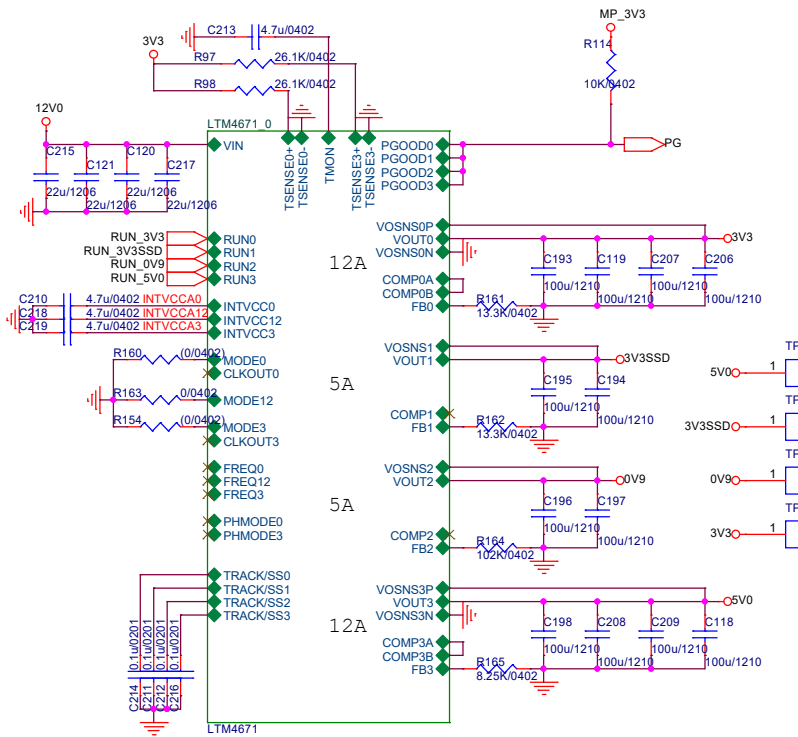 C213
4.7u/0402
MP_3V3
3V3
R97
26.1K/0402
R114
R98
26.1K/0402
10K/0402
12V0
LTM4671_0
VIN
TSENSE0+
TSENSE0-
TMON
TSENSE3+
TSENSE3-
PGOOD0
PGOOD1
PGOOD2
PGOOD3
PG
C215
C121
C120
C217
22u/1206
22u/1206
22u/1206
22u/1206
RUN_3V3
RUN_3V3SSD
RUN_0V9
RUN_5V0
RUN0
RUN1
RUN2
RUN3
12A
VOSNS0P
VOUT0
VOSNS0N
3V3
C193
C119
C207
C206
100u/1210
100u/1210
100u/1210
100u/1210
COMP0A
COMP0B
FB0
R161
13.3K/0402
C210
4.7u/0402
INTVCCA0
C218
4.7u/0402
INTVCCA12
C219
4.7u/0402
INTVCCA3
INTVCC0
INTVCC12
INTVCC3
R160
(0/0402)
MODE0
CLKOUT0
R163
0/0402
MODE12
R154
(0/0402)
MODE3
CLKOUT3
5A
VOSNS1
VOUT1
3V3SSD
C195
C194
100u/1210
100u/1210
COMP1
FB1
R162
13.3K/0402
TP
5V0
1
TP
3V3SSD
1
TP
0V9
1
TP
3V3
1
FREQ0
FREQ12
FREQ3
PHMODE0
PHMODE3
5A
VOSNS2
VOUT2
0V9
C196
C197
100u/1210
100u/1210
COMP2
FB2
R164
102K/0402
TRACK/SS0
TRACK/SS1
TRACK/SS2
TRACK/SS3
0.1u/0201
0.1u/0201
0.1u/0201
0.1u/0201
C214
C211
C212
C216
12A
VOSNS3P
VOUT3
VOSNS3N
5V0
C198
C208
C209
C118
100u/1210
100u/1210
100u/1210
100u/1210
COMP3A
COMP3B
FB3
R165
8.25K/0402
LTM4671